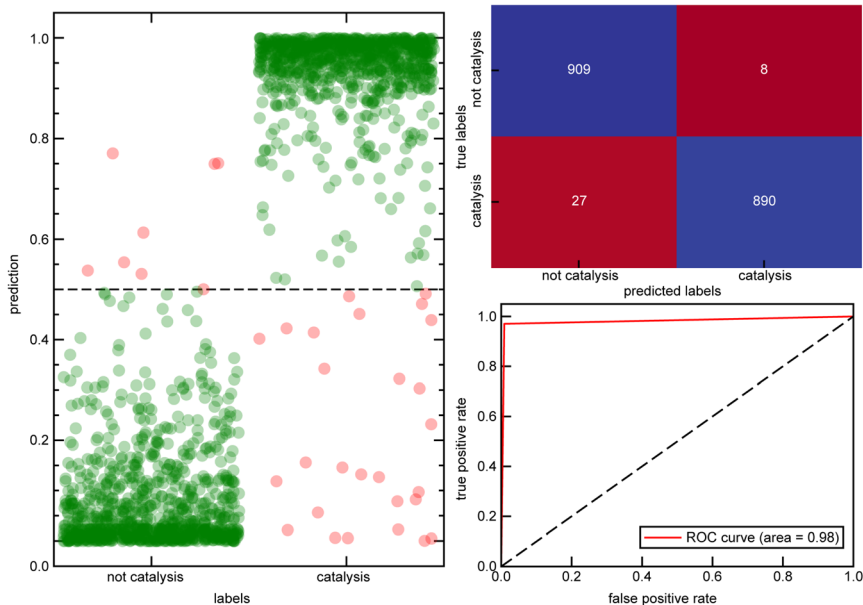 1.0
0.8
0.6
0.4
0.2
0.0
prediction
not catalysis
catalysis
labels
true labels
not catalysis
catalysis
909
8
27
890
not catalysis
catalysis
predicted labels
true positive rate
1.0
0.8
0.6
0.4
0.2
0.0
ROC curve (area = 0.98)
0.0
0.2
0.4
0.6
0.8
1.0
false positive rate